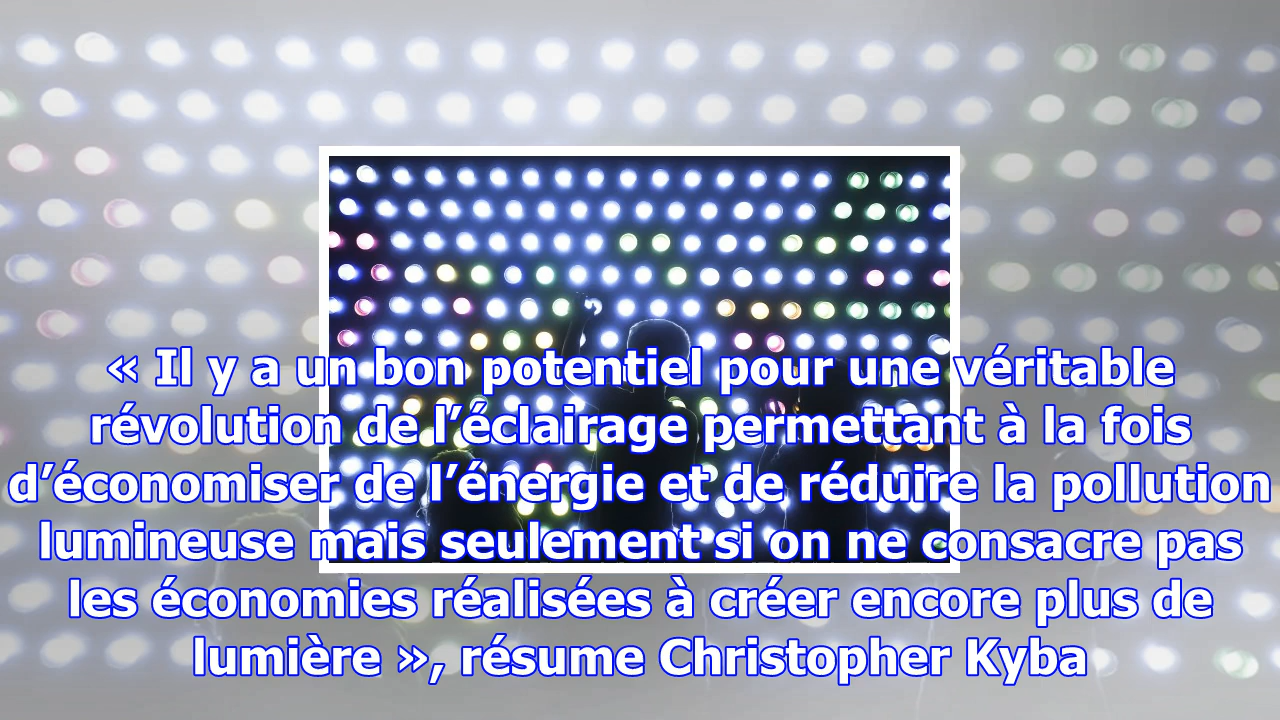 « Il y a un bon potentiel pour une véritable
révolution de l’éclairage permettant à la fois
d’économiser de l’énergie et de réduire la pollution
lumineuse mais seulement si on ne consacre pas
les économies réalisées à créer encore plus de
lumière », résume Christopher Kyba